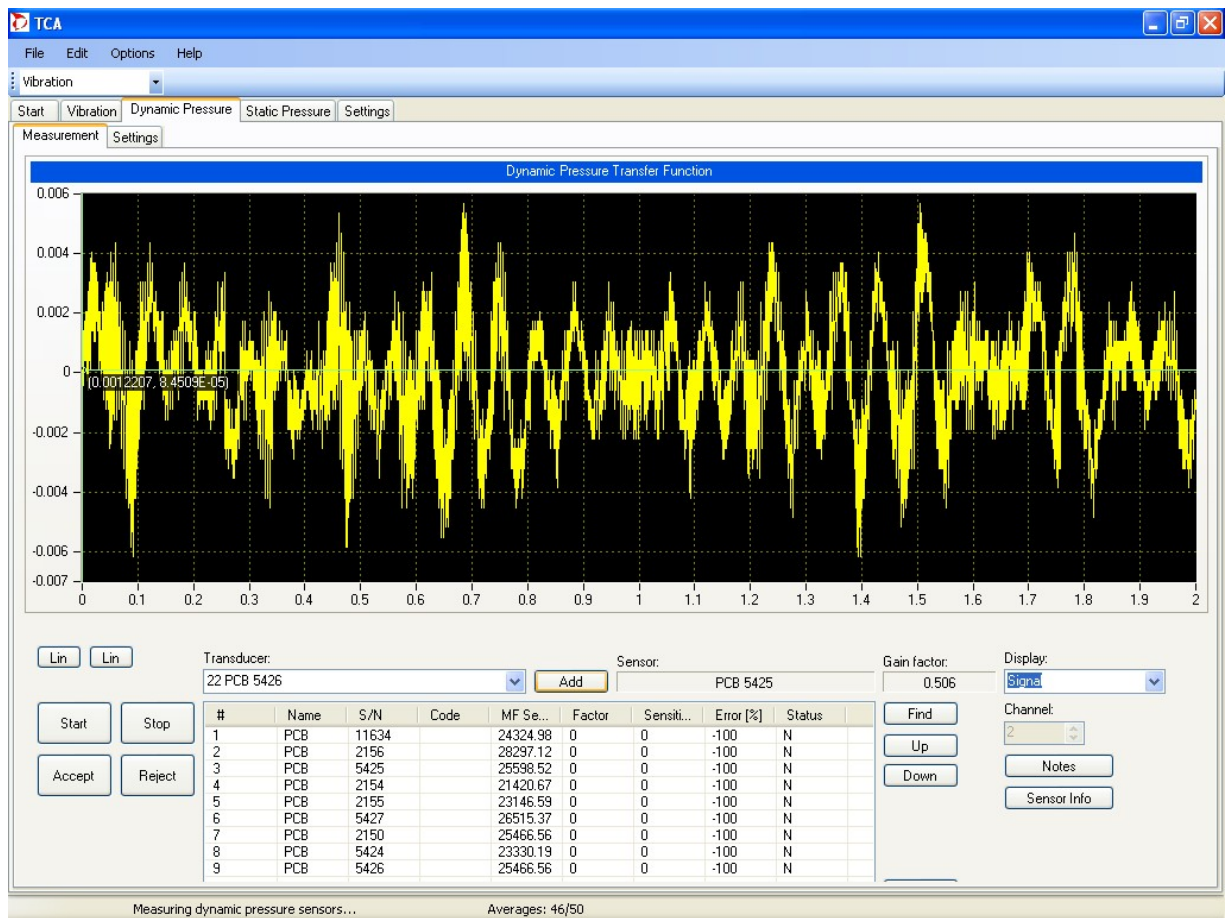 TCA
File Edit Options Help
Vibration
Start Vibration Dynamic Pressure Static Pressure Settings
Measurement Settings
Dynamic Pressure Transfer Function
0.006
0.004
0.002
0
(0.0012207, 8.4509E-05)
-0.002
-0.004
-0.006
-0.007
0 0.1 0.2 0.3 0.4 0.5 0.6 0.7 0.8 0.9 1 1.1 1.2 1.3 1.4 1.5 1.6 1.7 1.8 1.9 2
Lin Lin
Transducer: Sensor: Gain factor: Display:
22 PCB 5426 Add PCB 5425 0.506 Signal
Start Stop
Accept Reject
# Name S/N Code MF Se... Factor Sensiti... Error [%] Status
1 PCB 11634 24324.98 0 0 -100 N
2 PCB 2156 28297.12 0 0 -100 N
3 PCB 5425 25598.52 0 0 -100 N
4 PCB 2154 21420.67 0 0 -100 N
5 PCB 2155 23146.59 0 0 -100 N
6 PCB 5427 26515.37 0 0 -100 N
7 PCB 2150 25466.56 0 0 -100 N
8 PCB 5424 23330.19 0 0 -100 N
9 PCB 5426 25466.56 0 0 -100 N
Find
Up
Down
Channel:
2
Notes
Sensor Info
Measuring dynamic pressure sensors... Averages: 46/50